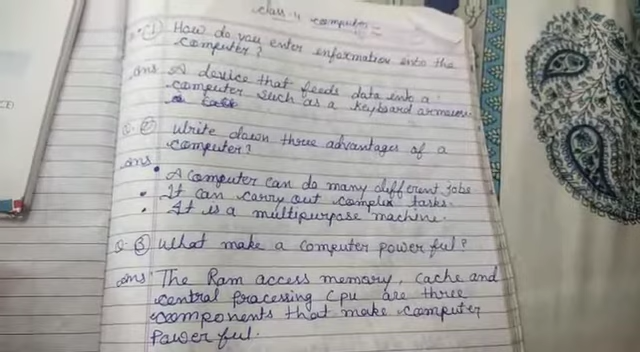 class-4 computer
Q.① How do you enter information into the
computer?
Ans A device that feeds data into a
computer such as a keyboard or mouse
Q. ② Write down three advantages of a
computer?
Ans
• A Computer can do many different jobs
• It can carry out complex tasks.
• It is a multipurpose machine.
Q. ③ What make a computer power ful?
Ans The Ram access memory, cache and
central processing cpu are three
components that make computer
Power ful.